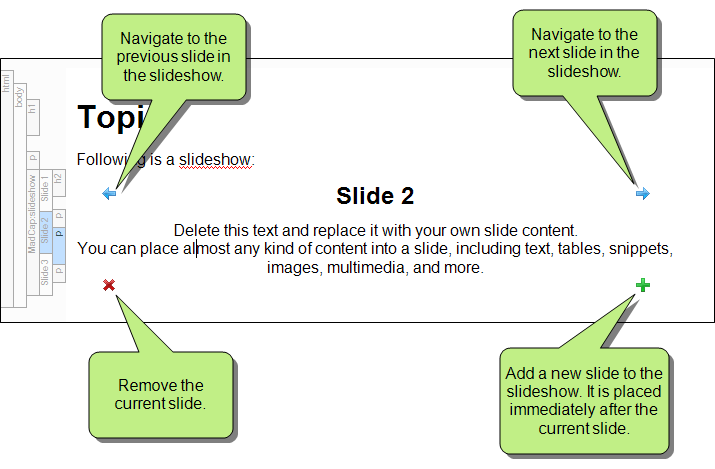 Navigate to the
previous slide in
the slideshow.
Navigate to the
next slide in the
slideshow.
html
body
h1
p
MadCap:slideshow
Slide 1
h2
p
Slide 2
p
Slide 3
p
Topi
Following is a slideshow:
Slide 2
Delete this text and replace it with your own slide content.
You can place almost any kind of content into a slide, including text, tables, snippets,
images, multimedia, and more.
Remove the
current slide.
Add a new slide to the
slideshow. It is placed
immediately after the
current slide.